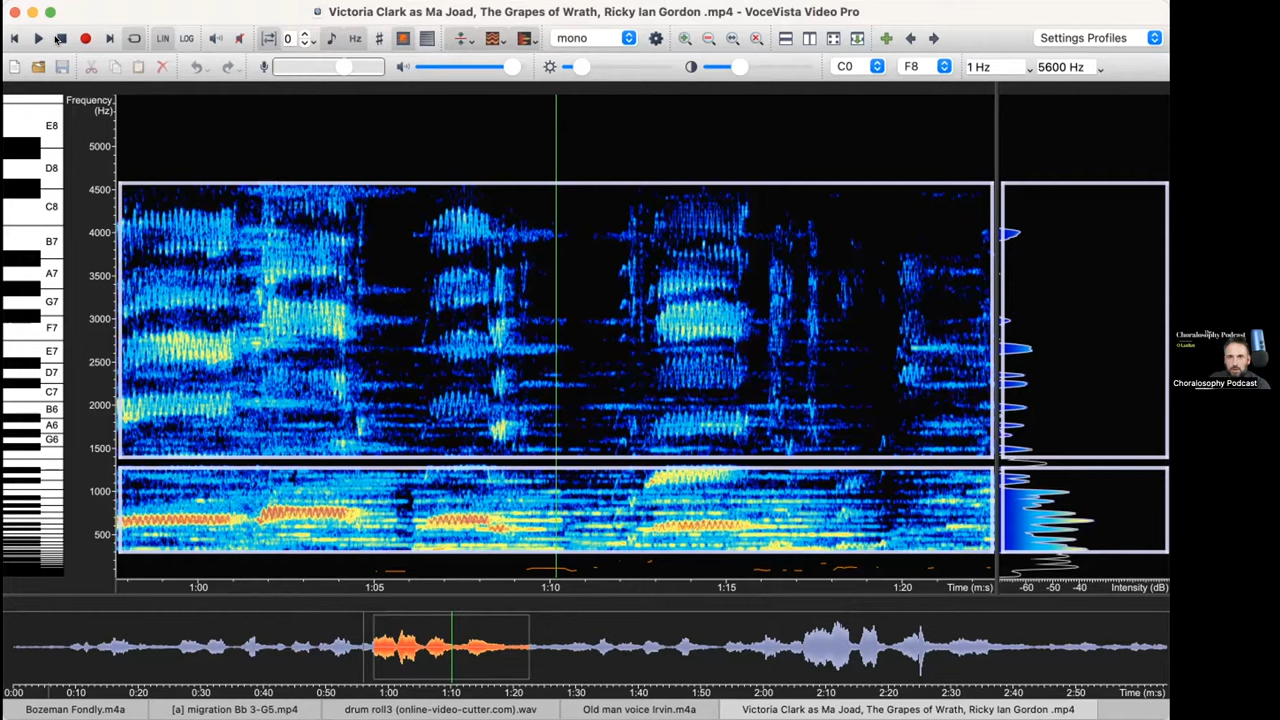 Victoria Clark as Ma Joad, The Grapes of Wrath, Ricky Ian Gordon .mp4 - VoceVista Video Pro
LIN LOG 0 Hz mono Settings Profiles
C0 F8 1 Hz 5600 Hz
Frequency
(Hz)
E8
5000
D8
4500
C8
4000
B7
A7
3500
G7
3000
F7
E7
2500
D7
C7
2000
B6
A6
1500
G6
1000
500
1:00 1:05 1:10 1:15 1:20 Time (m:s)
-60 -50 -40 Intensity (dB)
Choralosophy Podcast
Choralosophy Podcast
0:00 0:10 0:20 0:30 0:40 0:50 1:00 1:10 1:20 1:30 1:40 1:50 2:00 2:10 2:20 2:30 2:40 2:50 Time (m:s)
Bozeman Fondly.m4a [a] migration Bb 3-G5.mp4 drum roll3 (online-video-cutter.com).wav Old man voice Irvin.m4a Victoria Clark as Ma Joad, The Grapes of Wrath, Ricky Ian Gordon .mp4